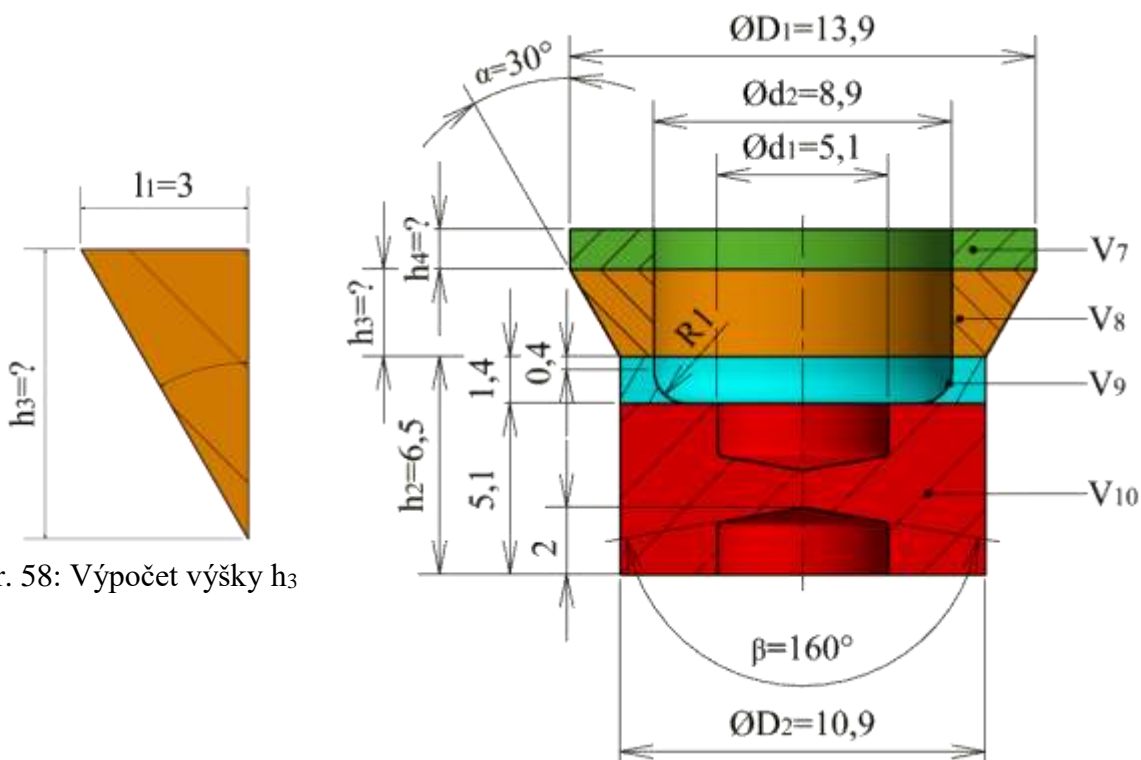 ØD1=13,9
α=30°
Ød2=8,9
Ød1=5,1
l1=3
h4=?
V7
h3=?
V8
R1
h3=?
1,4
0,4
V9
h2=6,5
5,1
V10
2
r. 58: Výpočet výšky h3
β=160°
ØD2=10,9